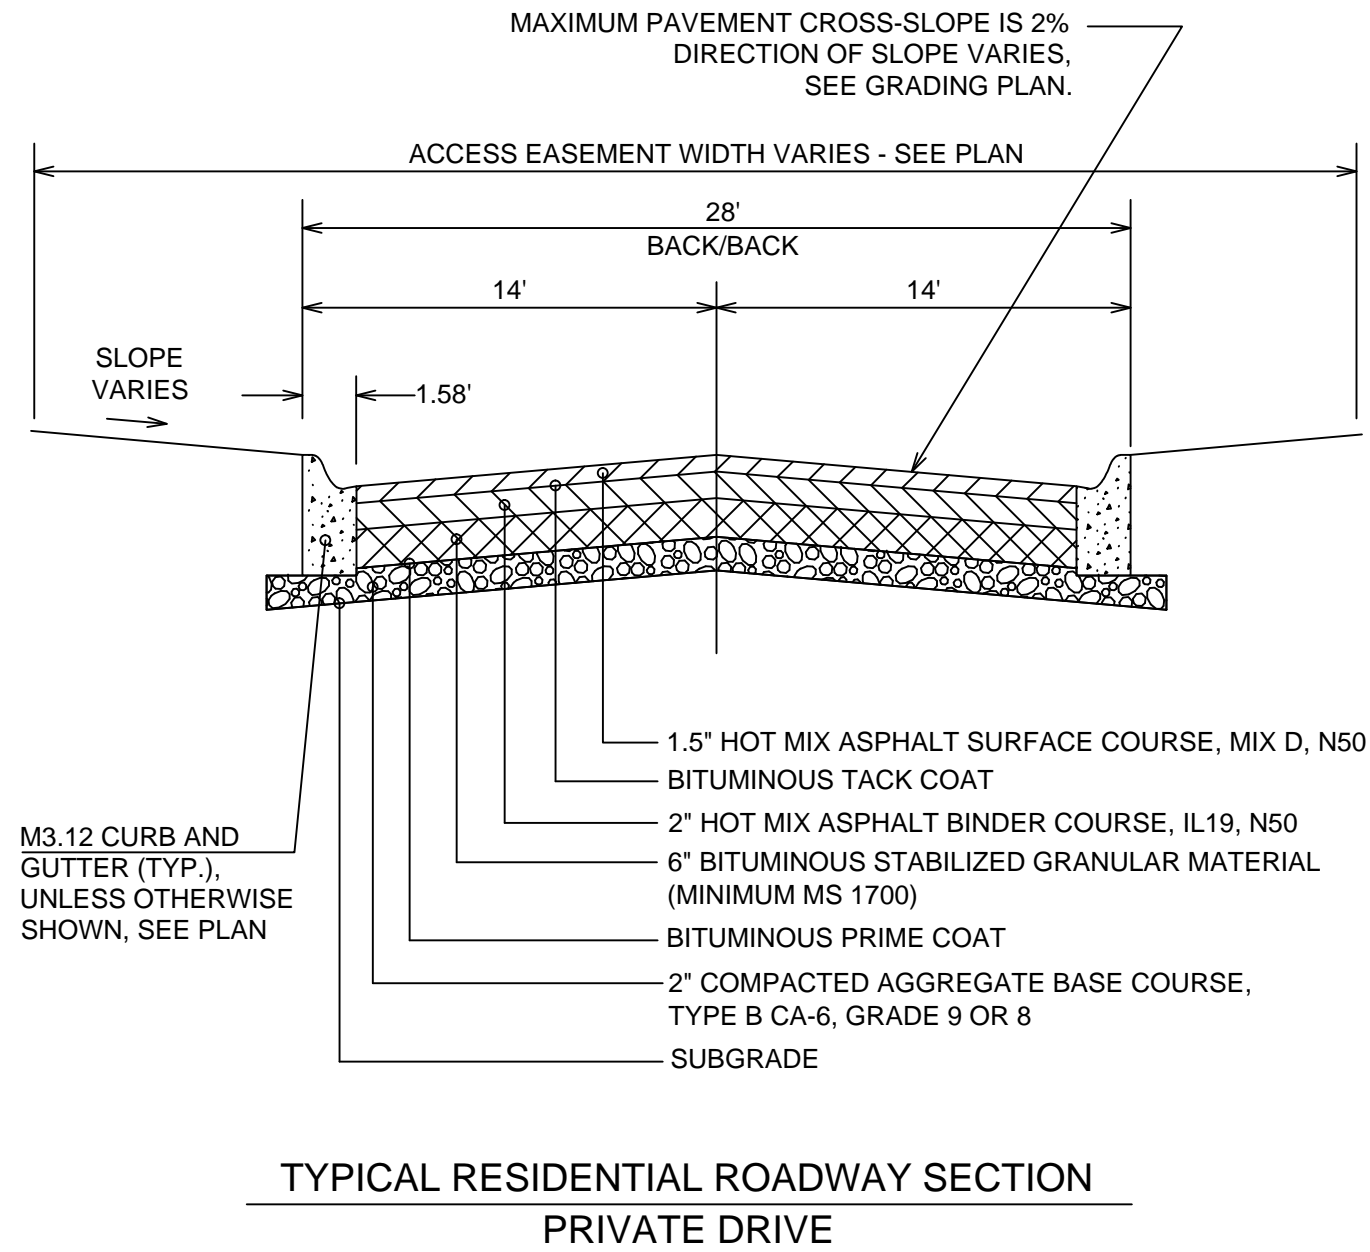 MAXIMUM PAVEMENT CROSS-SLOPE IS 2%
DIRECTION OF SLOPE VARIES,
SEE GRADING PLAN.
ACCESS EASEMENT WIDTH VARIES - SEE PLAN
28'
BACK/BACK
14'
14'
SLOPE
VARIES
1.58'
1.5" HOT MIX ASPHALT SURFACE COURSE, MIX D, N50
BITUMINOUS TACK COAT
2" HOT MIX ASPHALT BINDER COURSE, IL19, N50
6" BITUMINOUS STABILIZED GRANULAR MATERIAL
(MINIMUM MS 1700)
BITUMINOUS PRIME COAT
2" COMPACTED AGGREGATE BASE COURSE,
TYPE B CA-6, GRADE 9 OR 8
SUBGRADE
M3.12 CURB AND
GUTTER (TYP.),
UNLESS OTHERWISE
SHOWN, SEE PLAN
TYPICAL RESIDENTIAL ROADWAY SECTION
PRIVATE DRIVE